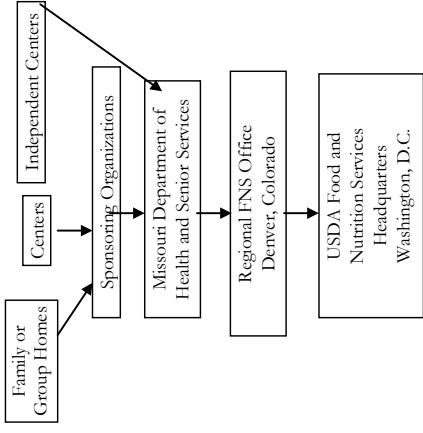 Family or
Group Homes
Centers
Independent Centers
Sponsoring Organizations
Missouri Department of
Health and Senior Services
Regional FNS Office
Denver, Colorado
USDA Food and
Nutrition Services
Headquarters
Washington, D.C.